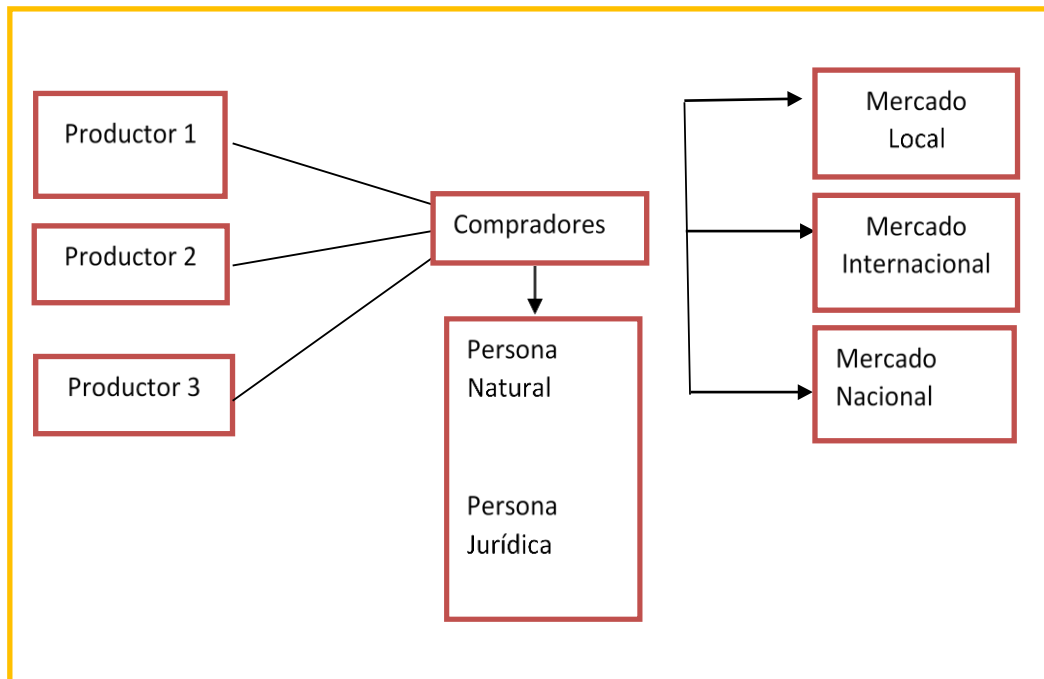 Productor 1
Productor 2
Productor 3
Compradores
Persona
Natural
Persona
Jurídica
Mercado
Local
Mercado
Internacional
Mercado
Nacional